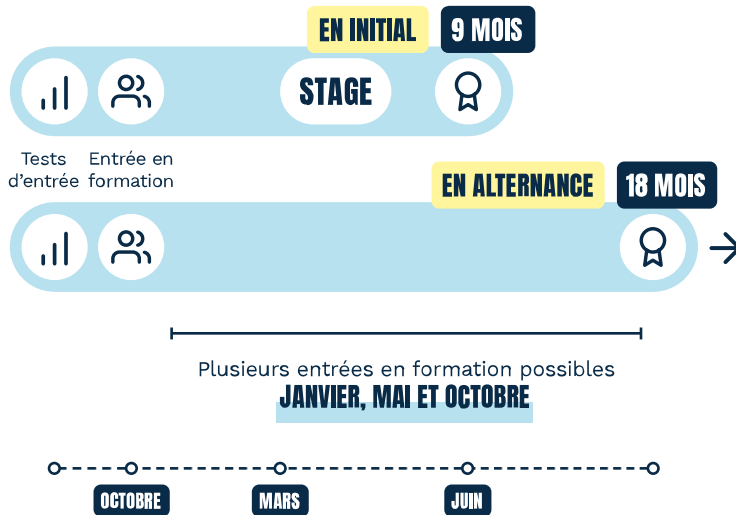 EN INITIAL 9 MOIS
STAGE
Tests Entrée en
d'entrée formation
EN ALTERNANCE 18 MOIS
Plusieurs entrées en formation possibles
JANVIER, MAI ET OCTOBRE
OCTOBRE MARS JUIN